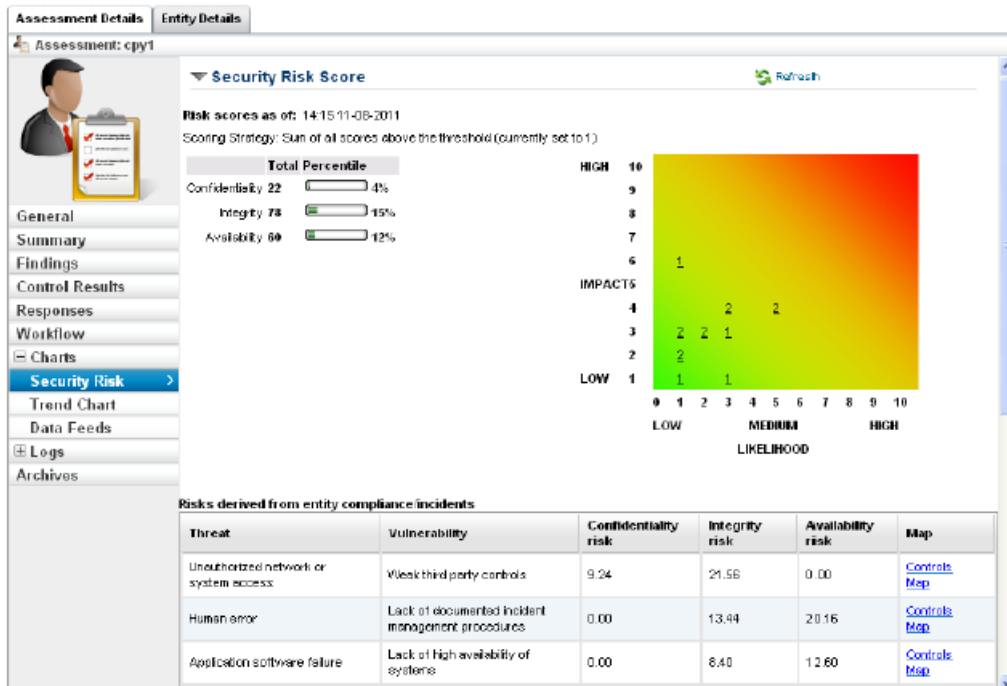 Assessment Details Entity Details
Assessment: cpy1
Security Risk Score Refresh
Risk scores as of: 14:15 11-08-2011
Scoring Strategy: Sum of all scores above the threshold (currently set to 1)
Total Percentile
Confidentiality 22 4%
Integrity 78 15%
Availability 60 12%
General
Summary
Findings
Control Results
Responses
Workflow
Charts
Security Risk
Trend Chart
Data Feeds
Logs
Archives
HIGH 10
9
8
7
6 1
IMPACT 5
4 2 2
3 2 2 1
2 2
LOW 1 1 1
0 1 2 3 4 5 6 7 8 9 10
LOW MEDIUM HIGH
LIKELIHOOD
Risks derived from entity compliance/incidents
Threat Vulnerability Confidentiality risk Integrity risk Availability risk Map
Unauthorized network or system access Weak third party controls 9.24 21.56 0.00 Controls Map
Human error Lack of documented incident management procedures 0.00 13.44 20.16 Controls Map
Application software failure Lack of high availability of systems 0.00 8.40 12.60 Controls Map